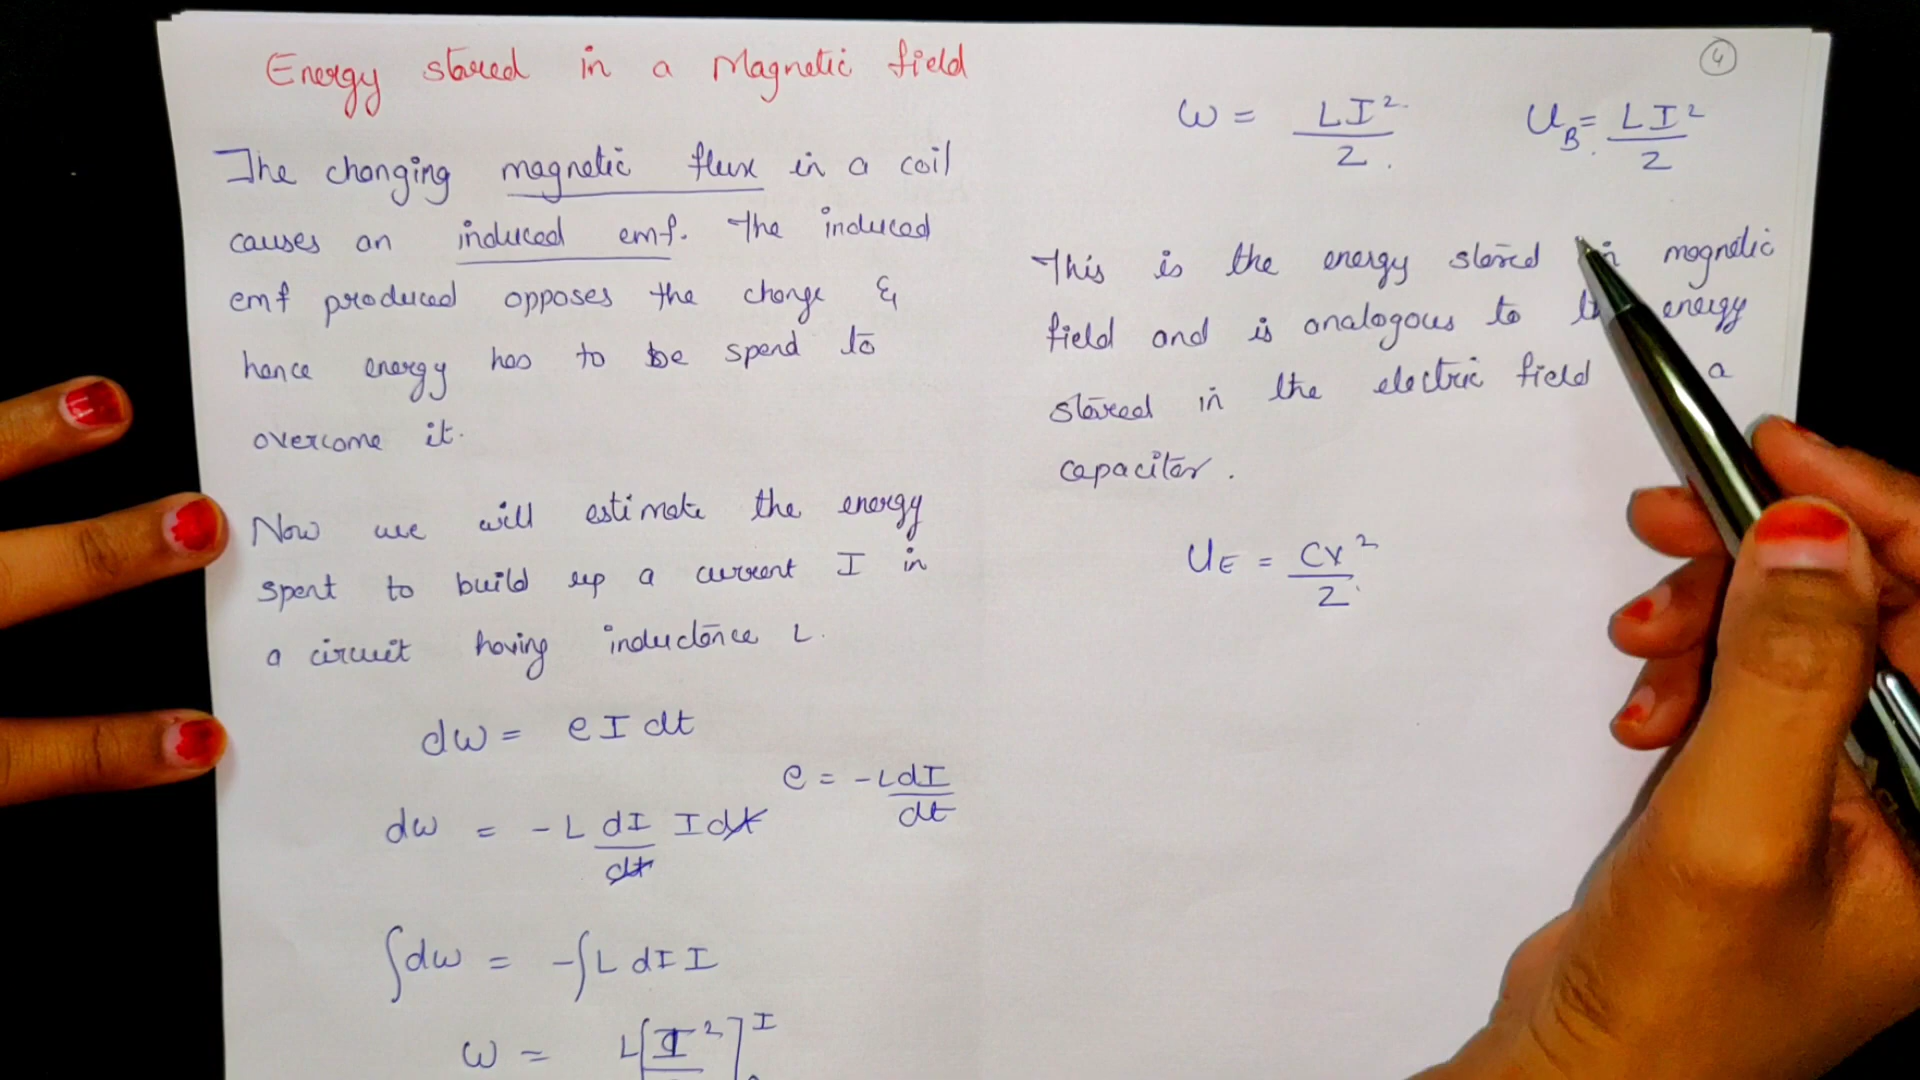 Energy stored in a Magnetic field
The changing magnetic flux in a coil
causes an induced emf. The induced
emf produced opposes the change &
hence energy has to be spend to
overcome it.
Now we will estimate the energy
spent to build up a current I in
a circuit having inductance L.
dw = e I dt
e = -L dI/dt
dw = -L dI/dt I dt
∫dw = -∫L dI I
w = L[I²]I
4
w = LI²/2
U_B = LI²/2
This is the energy stored in magnetic
field and is analogous to energy
stored in the electric field a
capacitor.
U_E = CV²/2